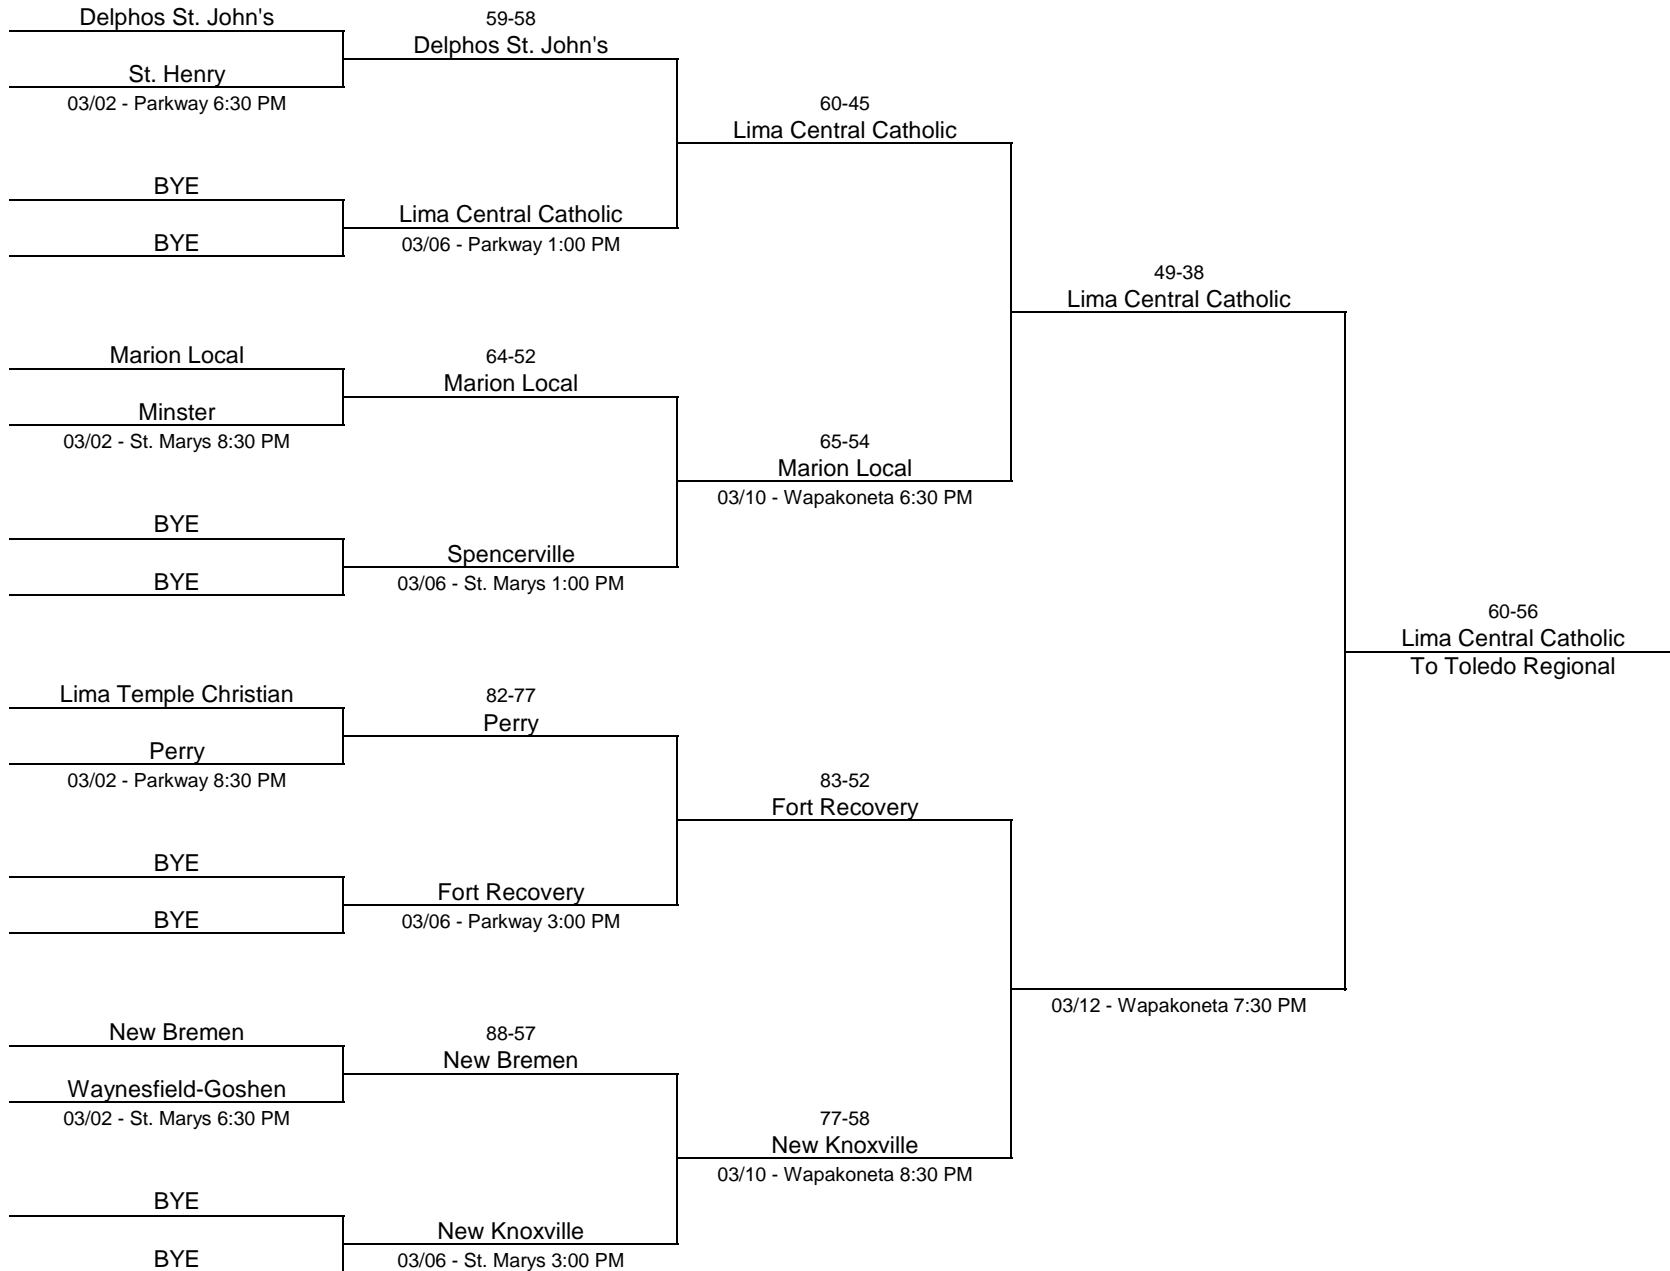 Delphos St. John's
St. Henry
03/02 - Parkway 6:30 PM
BYE
BYE
Marion Local
Minster
03/02 - St. Marys 8:30 PM
BYE
BYE
Lima Temple Christian
Perry
03/02 - Parkway 8:30 PM
BYE
BYE
New Bremen
Waynesfield-Goshen
03/02 - St. Marys 6:30 PM
BYE
BYE
59-58
Delphos St. John's
Lima Central Catholic
03/06 - Parkway 1:00 PM
64-52
Marion Local
Spencerville
03/06 - St. Marys 1:00 PM
82-77
Perry
Fort Recovery
03/06 - Parkway 3:00 PM
88-57
New Bremen
New Knoxville
03/06 - St. Marys 3:00 PM
60-45
Lima Central Catholic
65-54
Marion Local
03/10 - Wapakoneta 6:30 PM
83-52
Fort Recovery
77-58
New Knoxville
03/10 - Wapakoneta 8:30 PM
49-38
Lima Central Catholic
03/12 - Wapakoneta 7:30 PM
60-56
Lima Central Catholic
To Toledo Regional